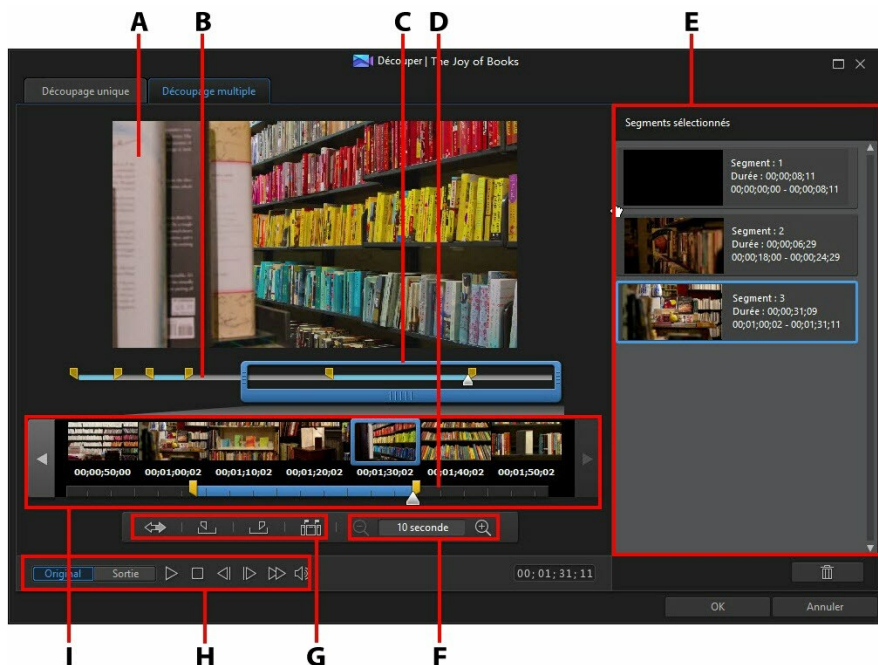 A B C D E
Découper | The Joy of Books
Découpage unique Découpage multiple
Segments sélectionnés
Segment : 1
Durée : 00;00;08;11
00;00;00;00 - 00;00;08;11
Segment : 2
Durée : 00;00;06;29
00;00;18;00 - 00;00;24;29
Segment : 3
Durée : 00;00;31;09
00;01;00;02 - 00;01;31;11
00;00;50;00 00;01;00;02 00;01;10;02 00;01;20;02 00;01;30;02 00;01;40;02 00;01;50;02
10 seconde
Original Sortie 00; 01; 31; 11
OK Annuler
I H G F